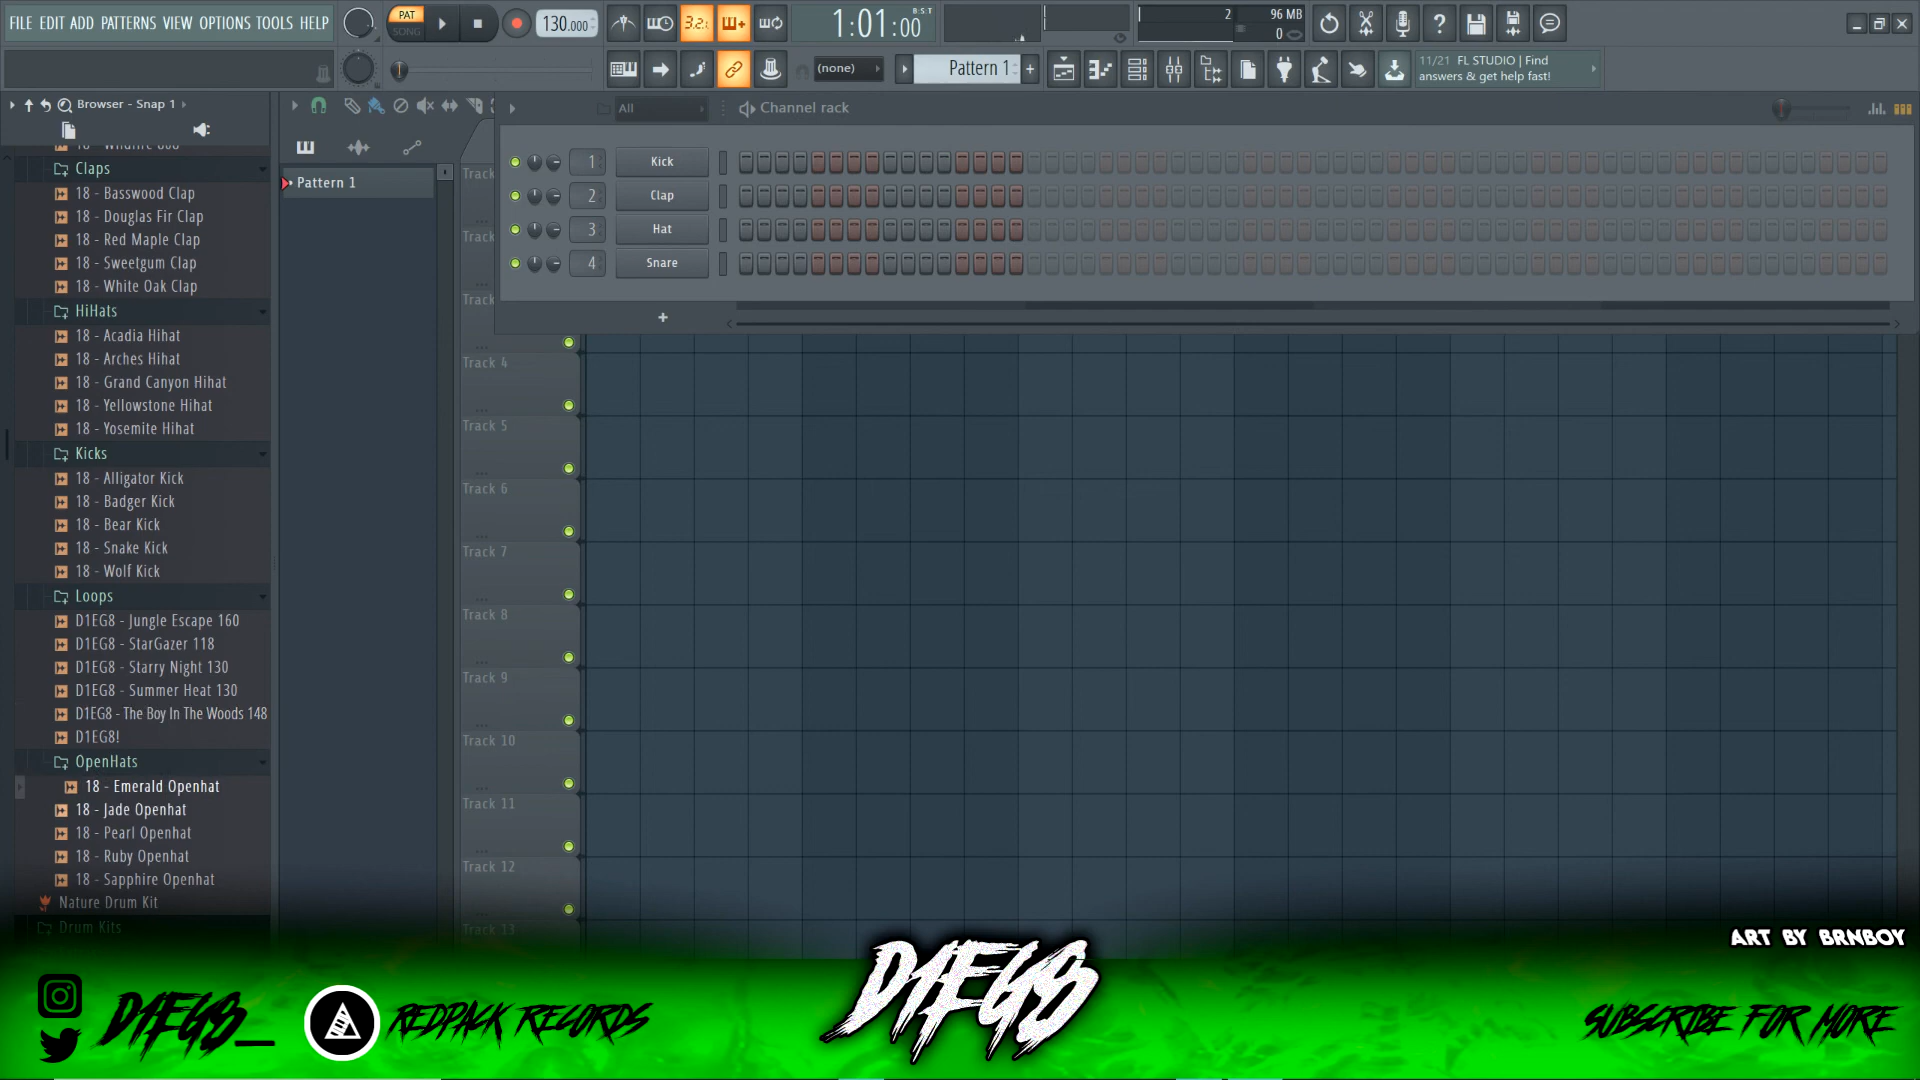 FILE EDIT ADD PATTERNS VIEW OPTIONS TOOLS HELP
PAT
SONG
130.000
3.2
1:01:00
B:S:T
2
96 MB
0
(none)
Pattern 1
11/21 FL STUDIO | Find
answers & get help fast!
Browser - Snap 1
Claps
18 - Basswood Clap
18 - Douglas Fir Clap
18 - Red Maple Clap
18 - Sweetgum Clap
18 - White Oak Clap
HiHats
18 - Acadia Hihat
18 - Arches Hihat
18 - Grand Canyon Hihat
18 - Yellowstone Hihat
18 - Yosemite Hihat
Kicks
18 - Alligator Kick
18 - Badger Kick
18 - Bear Kick
18 - Snake Kick
18 - Wolf Kick
Loops
D1EG8 - Jungle Escape 160
D1EG8 - StarGazer 118
D1EG8 - Starry Night 130
D1EG8 - Summer Heat 130
D1EG8 - The Boy In The Woods 148
D1EG8!
OpenHats
18 - Emerald Openhat
18 - Jade Openhat
18 - Pearl Openhat
18 - Ruby Openhat
18 - Sapphire Openhat
Nature Drum Kit
Drum Kits
Pattern 1
All
Channel rack
1 Kick
2 Clap
3 Hat
4 Snare
Track
Track
Track
Track 4
Track 5
Track 6
Track 7
Track 8
Track 9
Track 10
Track 11
Track 12
Track 13
ART BY BRNBOY
D1EG8_
REDPACK RECORDS
D1EG8
SUBSCRIBE FOR MORE